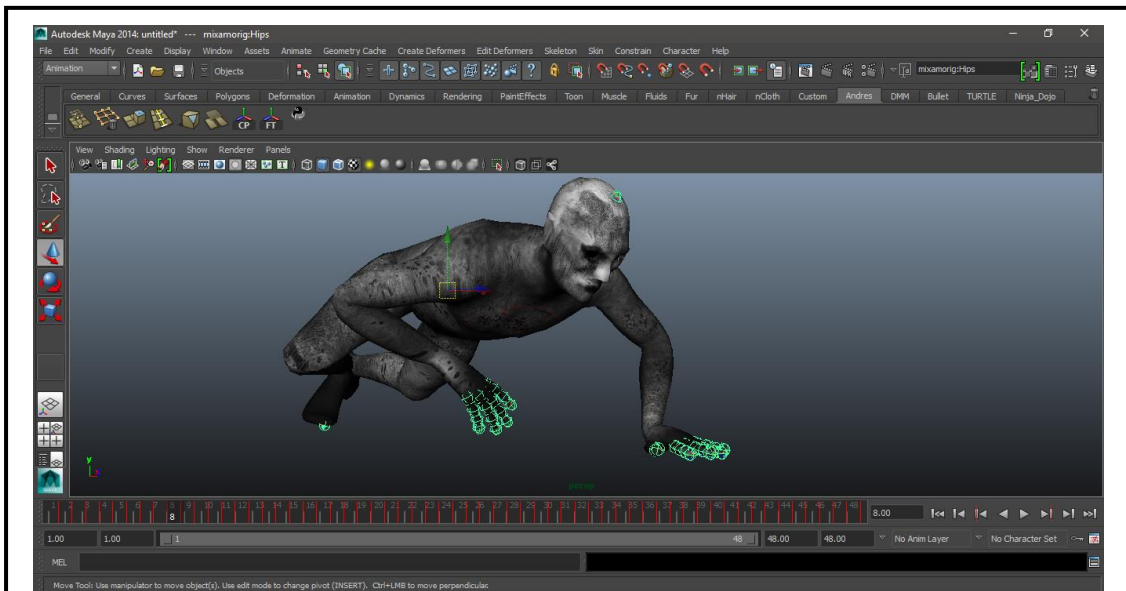 Autodesk Maya 2014: untitled* --- mixamorig:Hips
File Edit Modify Create Display Window Assets Animate Geometry Cache Create Deformers Edit Deformers Skeleton Skin Constrain Character Help
Animation Objects mixamorig:Hips
General Curves Surfaces Polygons Deformation Animation Dynamics Rendering PaintEffects Toon Muscle Fluids Fur nHair nCloth Custom Andres DMM Bullet TURTLE Ninja_Dojo
CP FT
View Shading Lighting Show Renderer Panels
y
x
persp
1 2 3 4 5 6 7 8 9 10 11 12 13 14 15 16 17 18 19 20 21 22 23 24 25 26 27 28 29 30 31 32 33 34 35 36 37 38 39 40 41 42 43 44 45 46 47 48
8 8.00
1.00 1.00 1 48 48.00 48.00 No Anim Layer No Character Set
MEL
Move Tool: Use manipulator to move object(s). Use edit mode to change pivot (INSERT). Ctrl+LMB to move perpendicular.